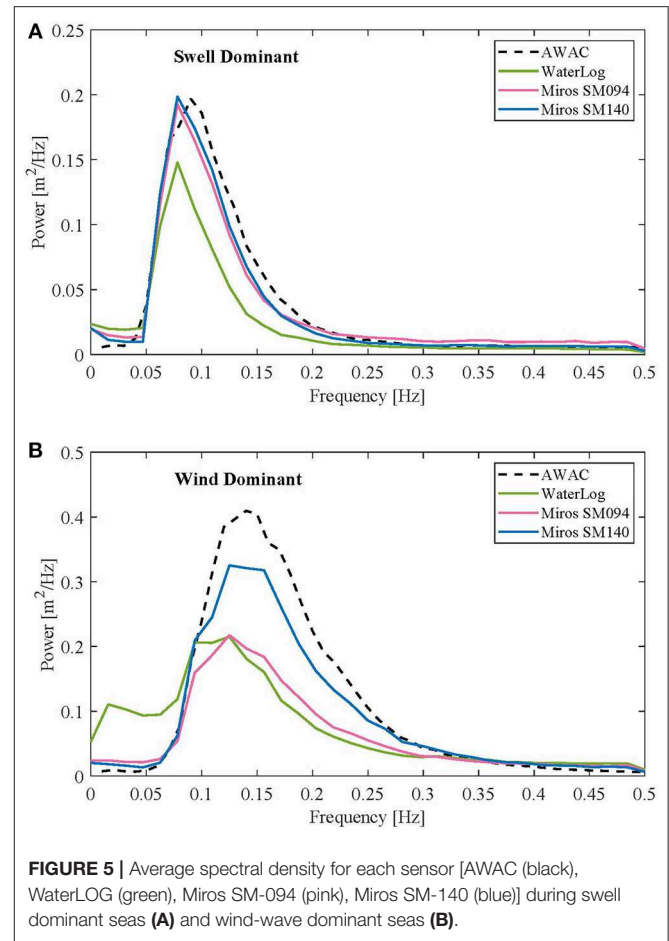 A
Swell Dominant
AWAC
WaterLog
Miros SM094
Miros SM140
Power [m²/Hz]
0.25
0.2
0.15
0.1
0.05
0
0 0.05 0.1 0.15 0.2 0.25 0.3 0.35 0.4 0.45 0.5
Frequency [Hz]
B
Wind Dominant
AWAC
WaterLog
Miros SM094
Miros SM140
Power [m²/Hz]
0.5
0.4
0.3
0.2
0.1
0
0 0.05 0.1 0.15 0.2 0.25 0.3 0.35 0.4 0.45 0.5
Frequency [Hz]
FIGURE 5 | Average spectral density for each sensor [AWAC (black),
WaterLOG (green), Miros SM-094 (pink), Miros SM-140 (blue)] during swell
dominant seas (A) and wind-wave dominant seas (B).